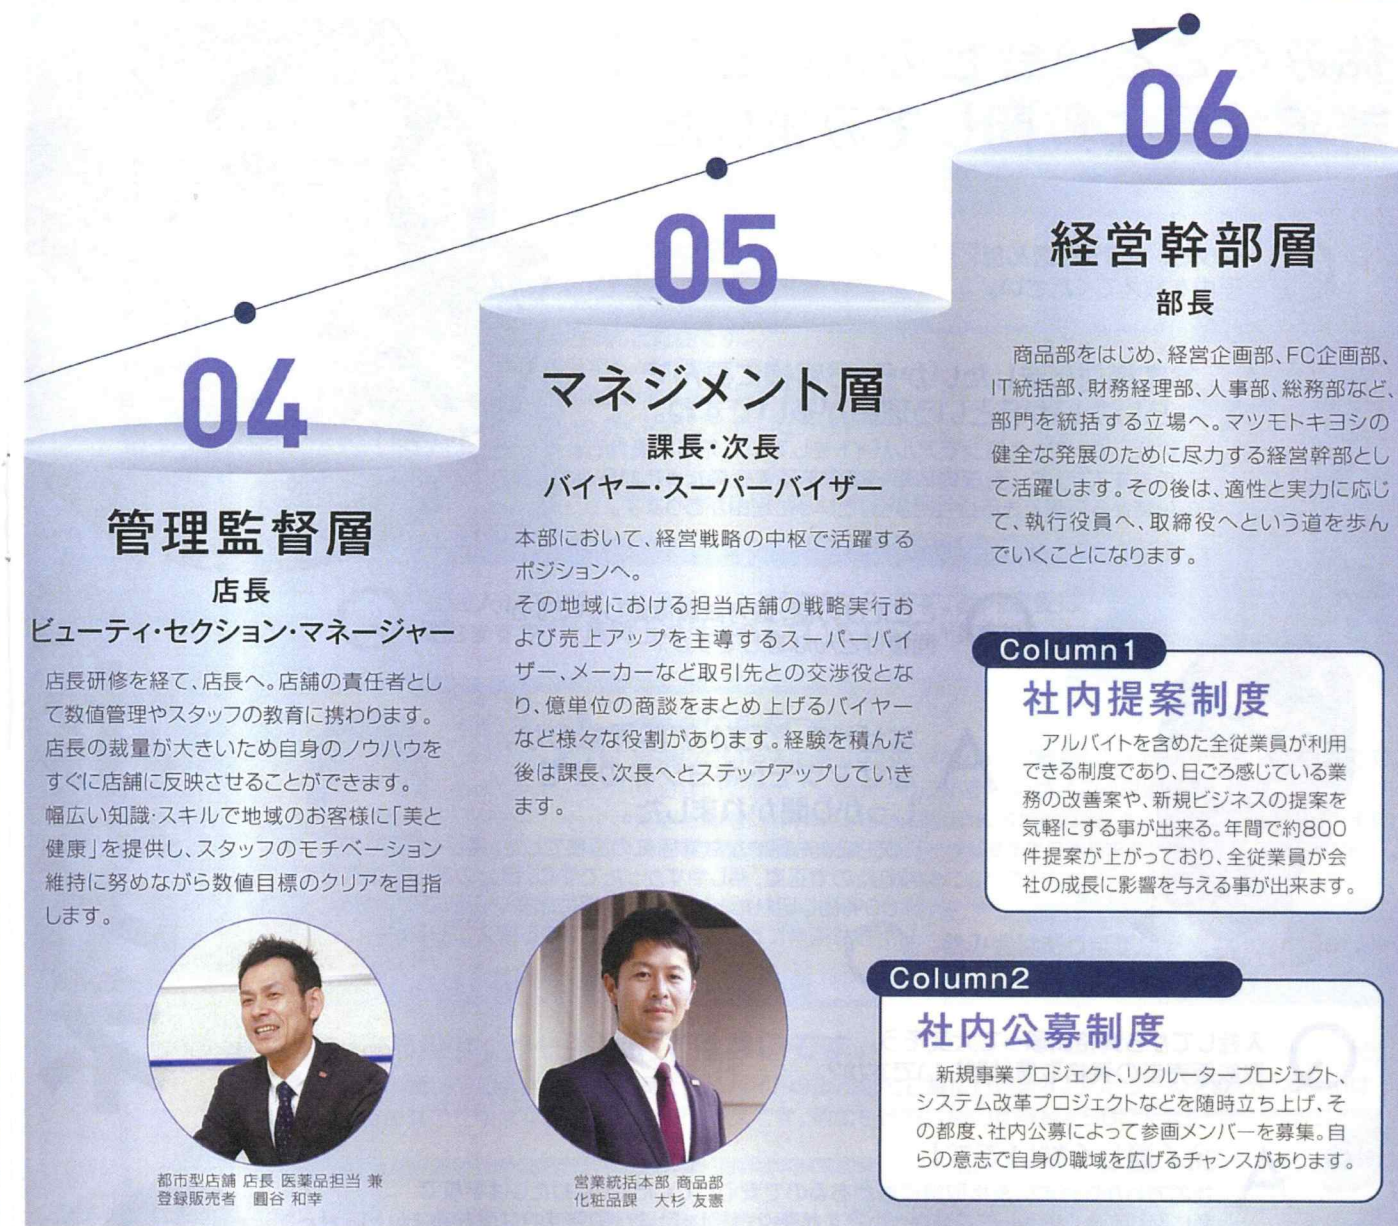 04
管理監督層
店長
ビューティ・セクション・マネージャー
店長研修を経て、店長へ。店舗の責任者とし
て数値管理やスタッフの教育に携わります。
店長の裁量が大きいため自身のノウハウを
すぐに店舗に反映させることができます。
幅広い知識・スキルで地域のお客様に「美と
健康」を提供し、スタッフのモチベーション
維持に努めながら数値目標のクリアを目指
します。
都市型店舗 店長 医薬品担当 兼
登録販売者 圓谷 和幸
05
マネジメント層
課長・次長
バイヤー・スーパーバイザー
本部において、経営戦略の中枢で活躍する
ポジションへ。
その地域における担当店舗の戦略実行お
よび売上アップを主導するスーパーバイ
ザー、メーカーなど取引先との交渉役とな
り、億単位の商談をまとめ上げるバイヤー
など様々な役割があります。経験を積んだ
後は課長、次長へとステップアップしていき
ます。
営業統括本部 商品部
化粧品課 大杉 友憲
06
経営幹部層
部長
商品部をはじめ、経営企画部、FC企画部、
IT統括部、財務経理部、人事部、総務部など、
部門を統括する立場へ。マツモトキヨシの
健全な発展のために尽力する経営幹部とし
て活躍します。その後は、適性と実力に応じ
て、執行役員へ、取締役へという道を歩ん
でいくことになります。
Column1
社内提案制度
アルバイトを含めた全従業員が利用
できる制度であり、日ごろ感じている業
務の改善案や、新規ビジネスの提案を
気軽にする事が出来る。年間で約800
件提案が上がっており、全従業員が会
社の成長に影響を与える事が出来ます。
Column2
社内公募制度
新規事業プロジェクト、リクルータープロジェクト、
システム改革プロジェクトなどを随時立ち上げ、そ
の都度、社内公募によって参画メンバーを募集。自
らの意志で自身の職域を広げるチャンスがあります。